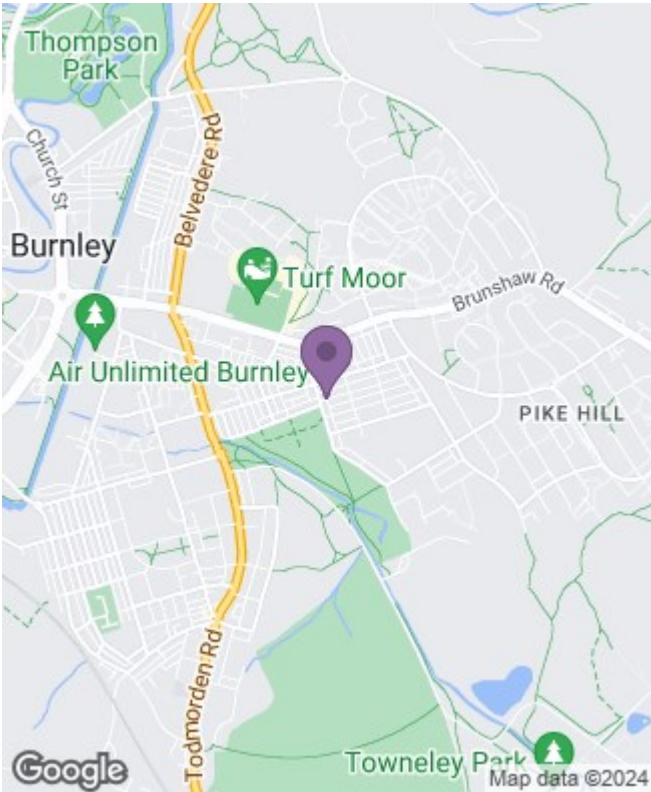 Thompson
Park
Church St
Belvedere Rd
Burnley
Turf Moor
Brunshaw Rd
Air Unlimited Burnley
PIKE HILL
Todmorden Rd
Towneley Park
Google
Map data ©2024